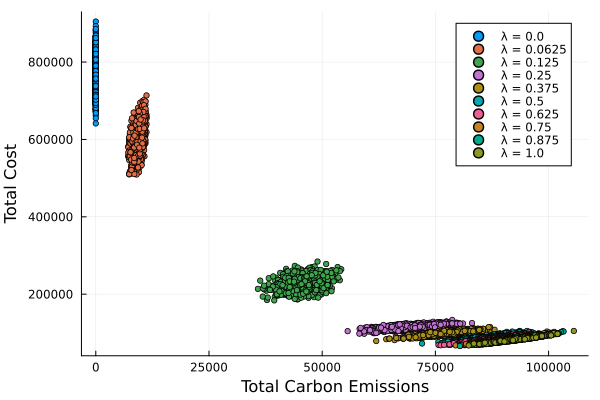 800000
600000
400000
200000
0
25000
50000
75000
100000
Total Cost
Total Carbon Emissions
λ = 0.0
λ = 0.0625
λ = 0.125
λ = 0.25
λ = 0.375
λ = 0.5
λ = 0.625
λ = 0.75
λ = 0.875
λ = 1.0